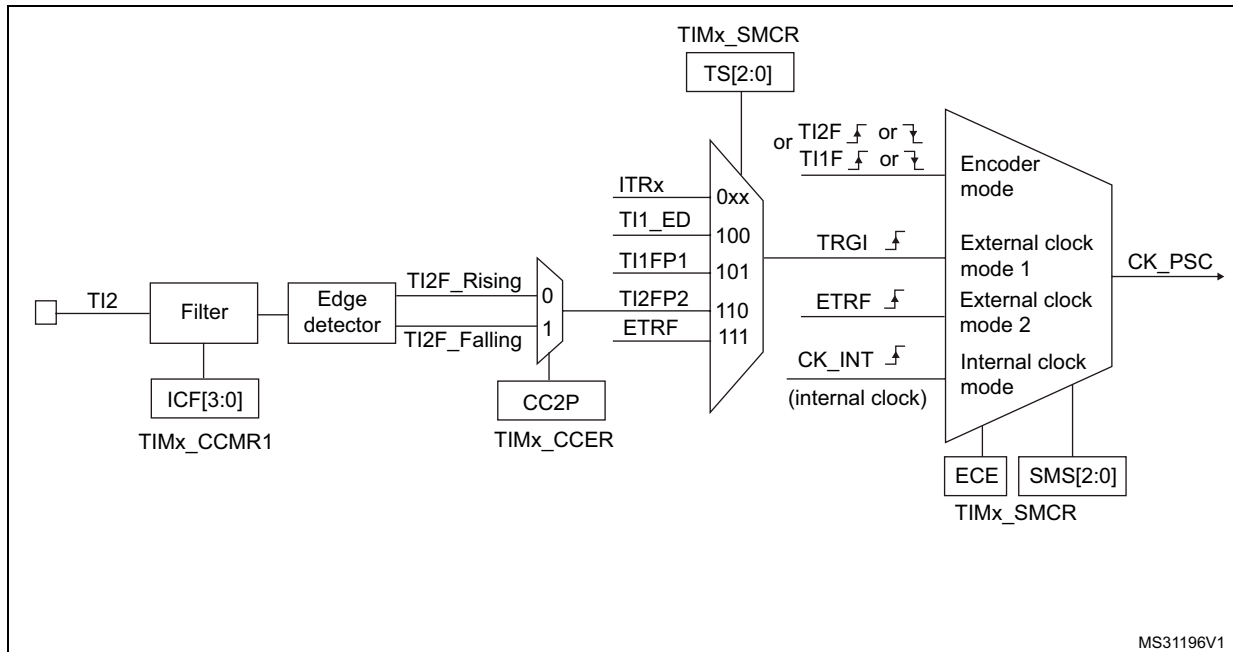 TIMx_SMCR
TS[2:0]
or TI2F or
TI1F or
Encoder
mode
ITRx
0xx
TI1_ED
100
TRGI
External clock
mode 1
CK_PSC
TI1FP1
101
TI2F_Rising
0
TI2FP2
110
ETRF
External clock
mode 2
TI2
Filter
Edge
detector
TI2F_Falling
1
ETRF
111
CK_INT
(internal clock)
Internal clock
mode
ICF[3:0]
TIMx_CCMR1
CC2P
TIMx_CCER
ECE
SMS[2:0]
TIMx_SMCR
MS31196V1